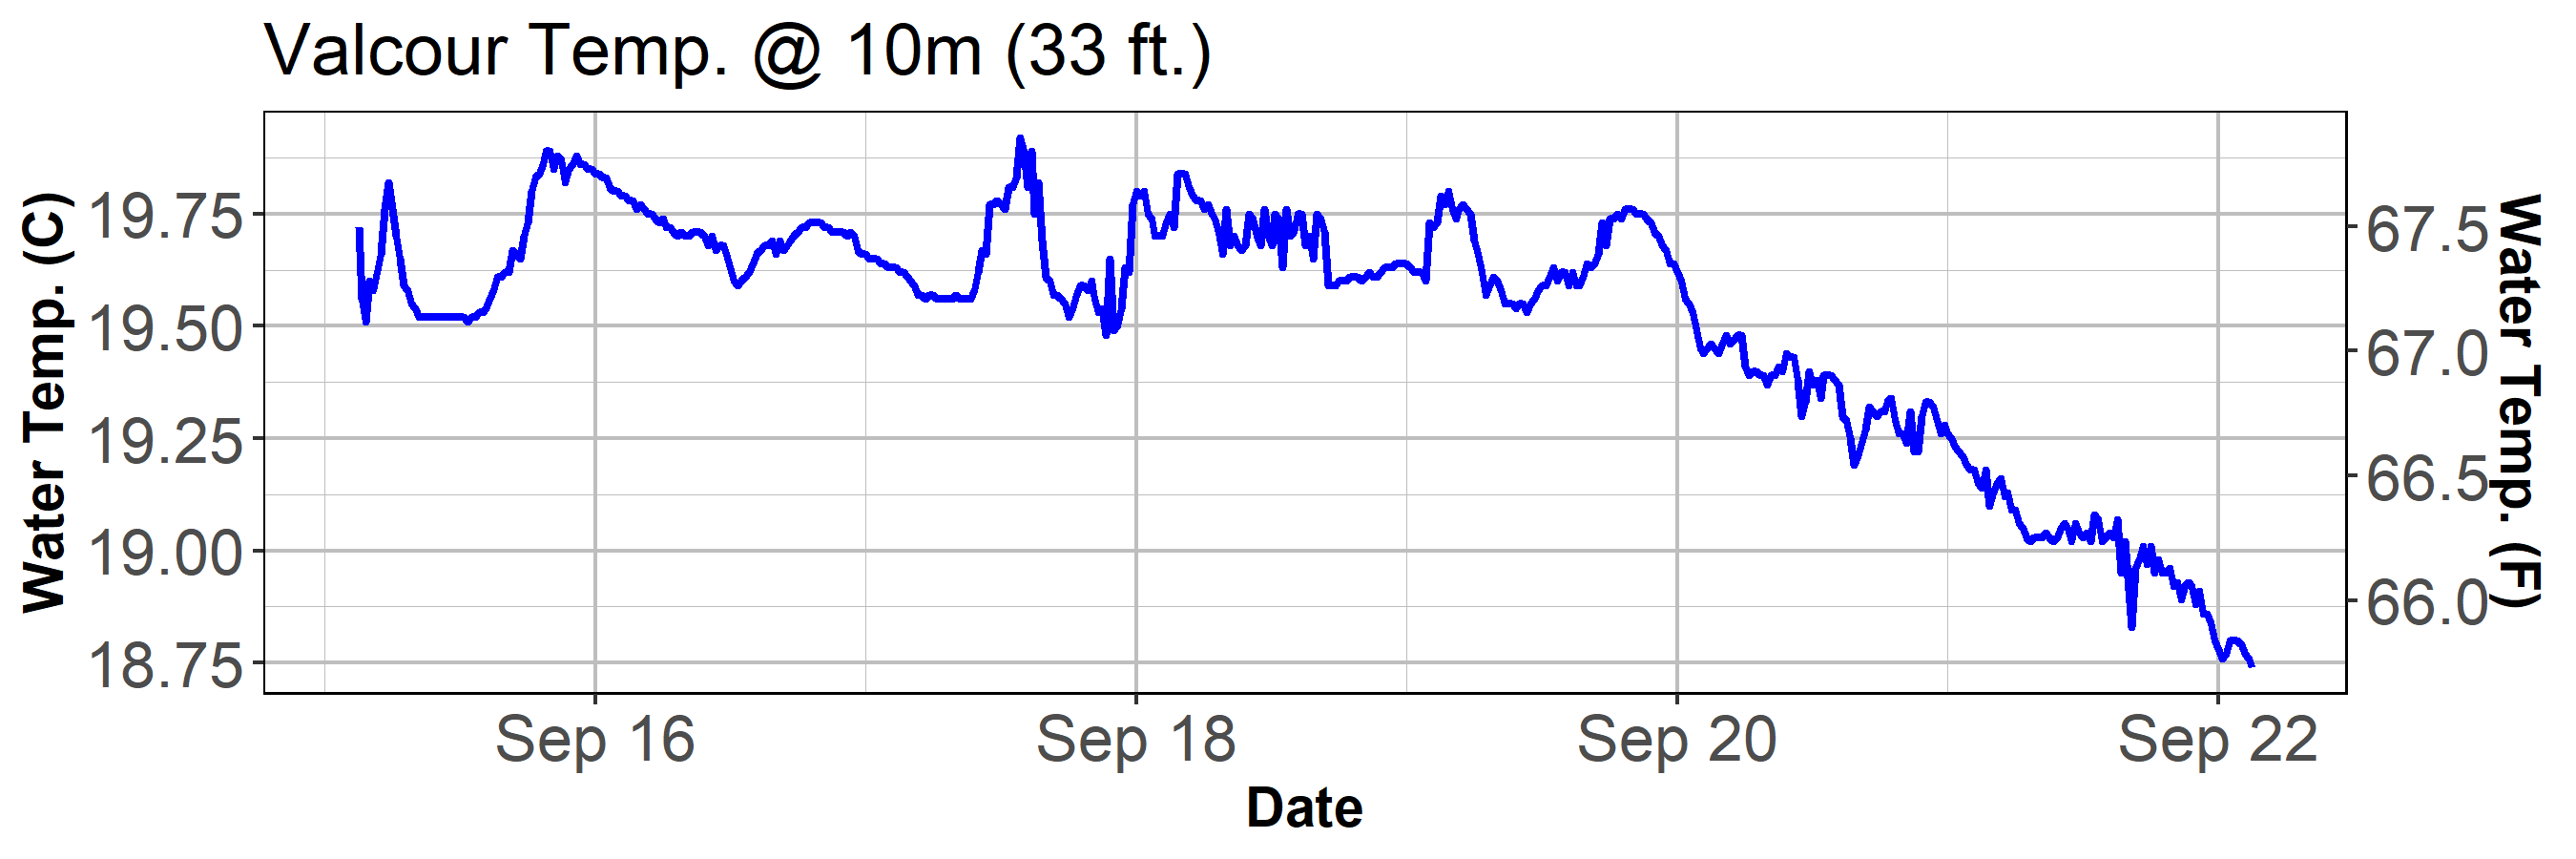 Valcour Temp. @ 10m (33 ft.)
Water Temp. (C)
19.75
19.50
19.25
19.00
18.75
67.5
67.0
66.5
66.0
Water Temp. (F)
Sep 16
Sep 18
Sep 20
Sep 22
Date